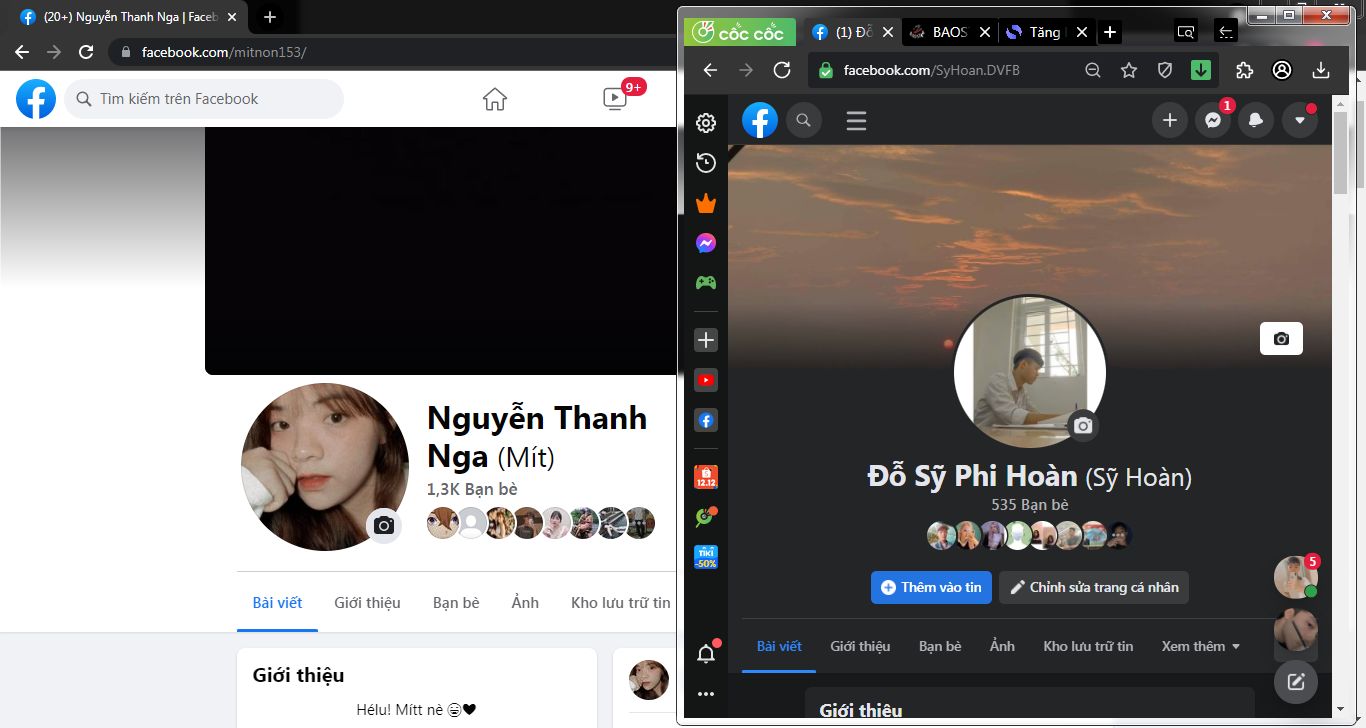 (20+) Nguyễn Thanh Nga | Faceb
facebook.com/mitnon153/
Tìm kiếm trên Facebook
9+
Nguyễn Thanh
Nga (Mít)
1,3K Bạn bè
Bài viết Giới thiệu Bạn bè Ảnh Kho lưu trữ tin
Giới thiệu
Hélu! Mítt nè
cốc cốc
(1) Đỗ BAOS Tăng
facebook.com/SyHoan.DVFB
1
12.12
TIKI
-50%
Đỗ Sỹ Phi Hoàn (Sỹ Hoàn)
535 Bạn bè
Thêm vào tin Chỉnh sửa trang cá nhân
5
Bài viết Giới thiệu Bạn bè Ảnh Kho lưu trữ tin Xem thêm
Giới thiệu